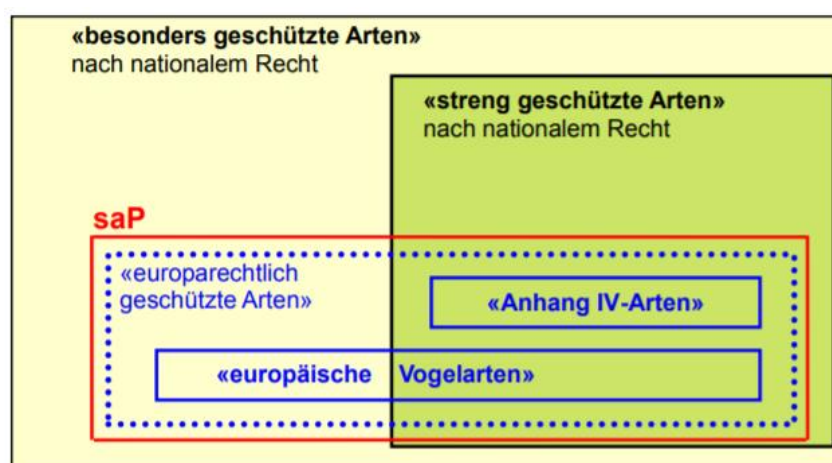 «besonders geschützte Arten»
nach nationalem Recht
«streng geschützte Arten»
nach nationalem Recht
saP
«europarechtlich
geschützte Arten»
«Anhang IV-Arten»
«europäische Vogelarten»